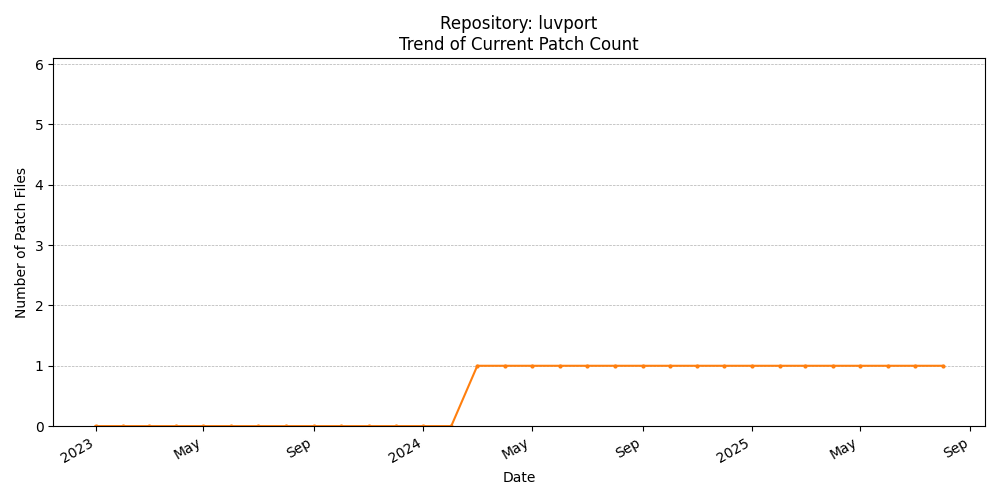 Repository: luvport
Trend of Current Patch Count
Number of Patch Files
6
5
4
3
2
1
0
2023
May
Sep
2024
May
Sep
2025
May
Sep
Date